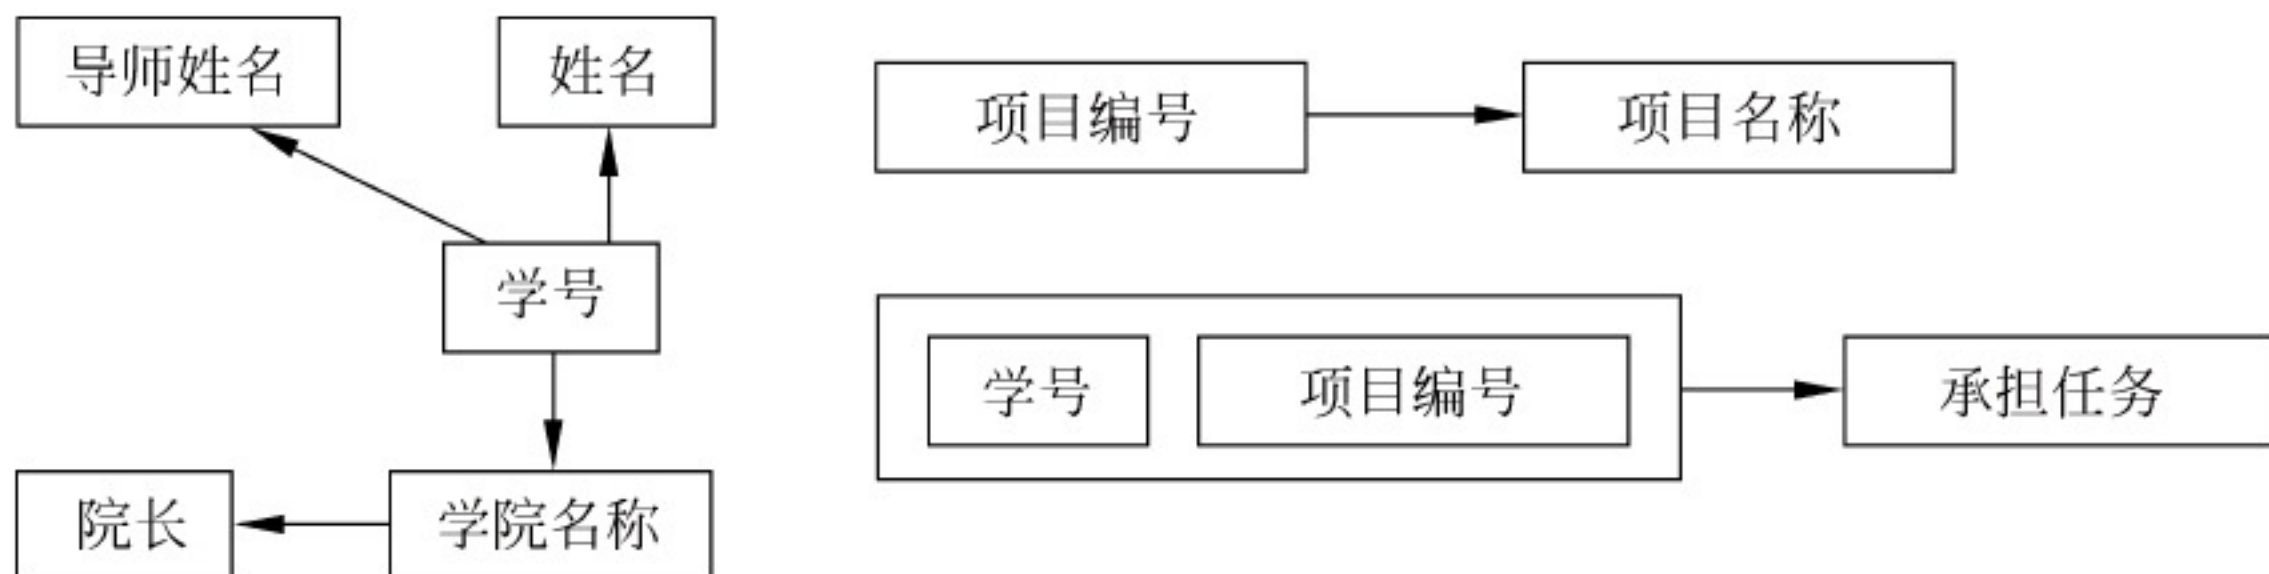 导师姓名
姓名
学号
院长
学院名称
项目编号
项目名称
学号
项目编号
承担任务